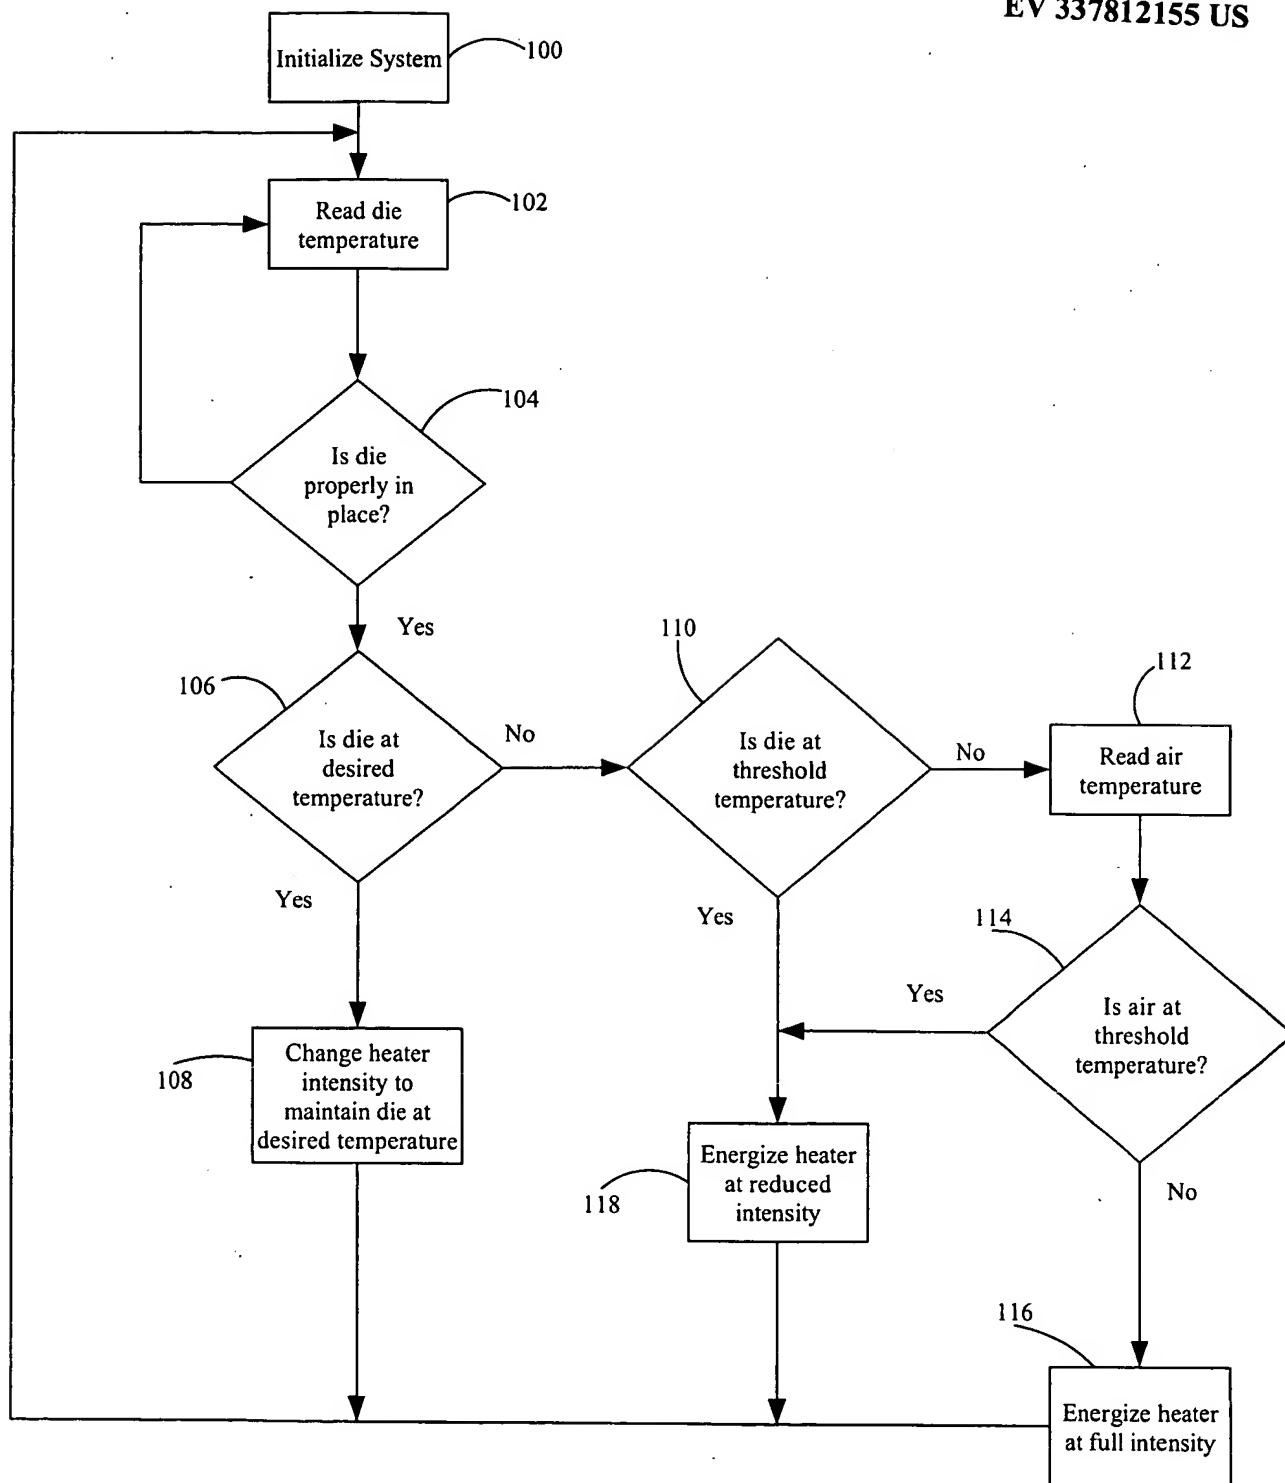 EV 337812155 US
Initialize System
100
Read die
temperature
102
104
Is die
properly in
place?
Yes
106
Is die at
desired
temperature?
No
110
Is die at
threshold
temperature?
No
112
Read air
temperature
Yes
Yes
114
Yes
Is air at
threshold
temperature?
108
Change heater
intensity to
maintain die at
desired temperature
118
Energize heater
at reduced
intensity
No
116
Energize heater
at full intensity